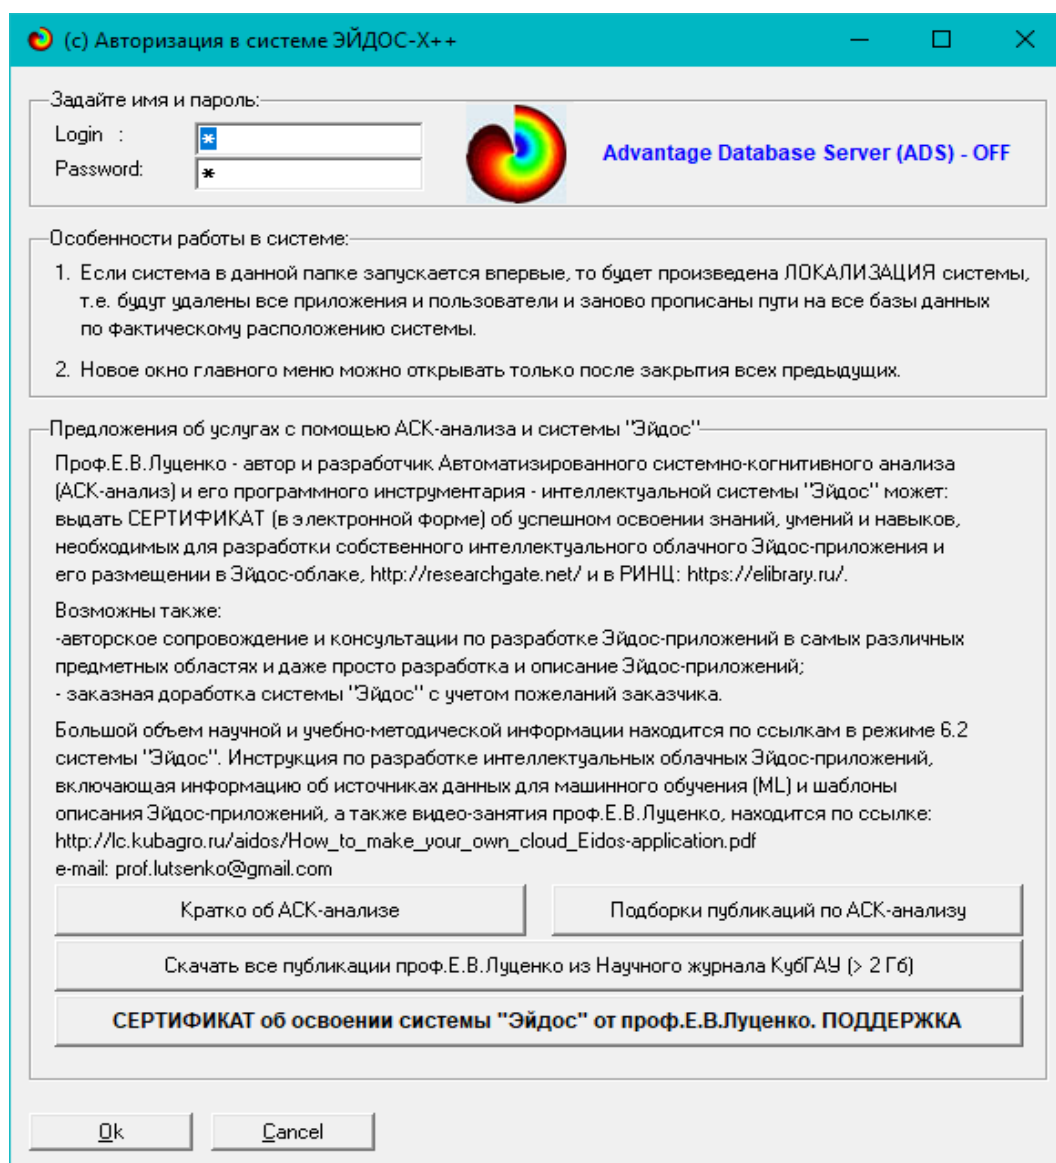 (c) Авторизация в системе ЭЙДОС-X++
Задайте имя и пароль:
Login :
*
Password:
*
Advantage Database Server (ADS) - OFF
Особенности работы в системе:
1. Если система в данной папке запускается впервые, то будет произведена ЛОКАЛИЗАЦИЯ системы,
т.е. будут удалены все приложения и пользователи и заново прописаны пути на все базы данных
по фактическому расположению системы.
2. Новое окно главного меню можно открывать только после закрытия всех предыдущих.
Предложения об услугах с помощью АСК-анализа и системы "Эйдос"
Проф.Е.В.Луценко - автор и разработчик Автоматизированного системно-когнитивного анализа
(АСК-анализ) и его программного инструментария - интеллектуальной системы "Эйдос" может:
выдать СЕРТИФИКАТ (в электронной форме) об успешном освоении знаний, умений и навыков,
необходимых для разработки собственного интеллектуального облачного Эйдос-приложения и
его размещении в Эйдос-облаке, http://researchgate.net/ и в РИНЦ: https://elibrary.ru/.
Возможны также:
-авторское сопровождение и консультации по разработке Эйдос-приложений в самых различных
предметных областях и даже просто разработка и описание Эйдос-приложений;
- заказная доработка системы "Эйдос" с учетом пожеланий заказчика.
Большой объем научной и учебно-методической информации находится по ссылкам в режиме 6.2
системы "Эйдос". Инструкция по разработке интеллектуальных облачных Эйдос-приложений,
включающая информацию об источниках данных для машинного обучения (ML) и шаблоны
описания Эйдос-приложений, а также видео-занятия проф.Е.В.Луценко, находится по ссылке:
http://lc.kubagro.ru/aidos/How_to_make_your_own_cloud_Eidos-application.pdf
e-mail: prof.lutsenko@gmail.com
Кратко об АСК-анализе
Подборки публикаций по АСК-анализу
Скачать все публикации проф.Е.В.Луценко из Научного журнала КубГАУ (> 2 Гб)
СЕРТИФИКАТ об освоении системы "Эйдос" от проф.Е.В.Луценко. ПОДДЕРЖКА
Ok
Cancel